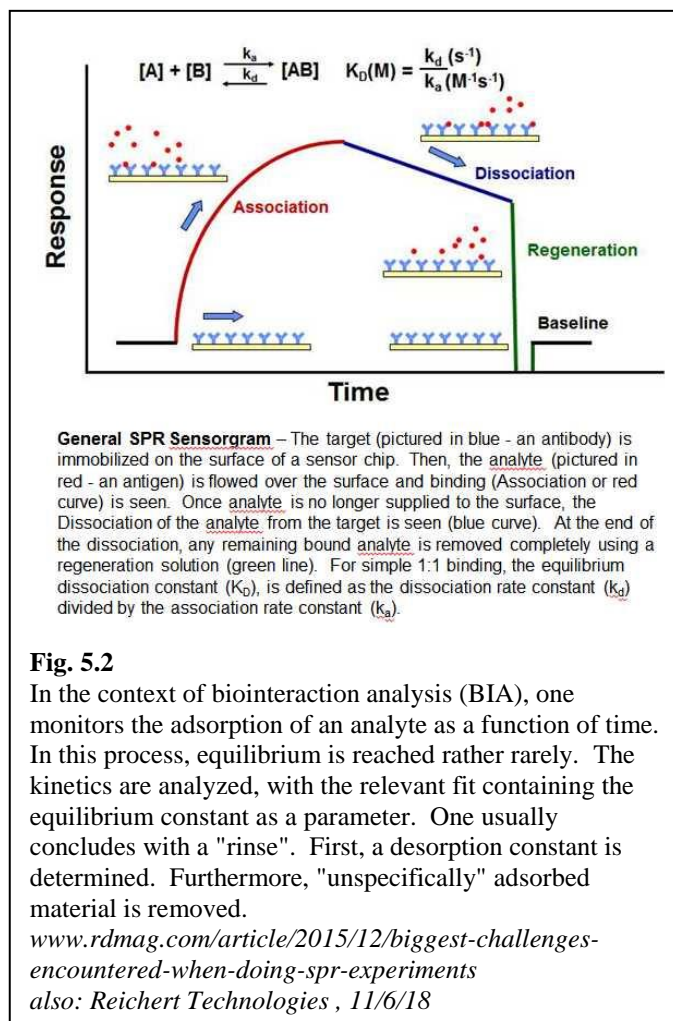 [A] + [B] kₐ k_d [AB] K_D(M) = k_d (s⁻¹) / kₐ (M⁻¹s⁻¹)
Response
Association
Dissociation
Regeneration
Baseline
Time
General SPR Sensorgram – The target (pictured in blue - an antibody) is
immobilized on the surface of a sensor chip. Then, the analyte (pictured in
red - an antigen) is flowed over the surface and binding (Association or red
curve) is seen. Once analyte is no longer supplied to the surface, the
Dissociation of the analyte from the target is seen (blue curve). At the end of
the dissociation, any remaining bound analyte is removed completely using a
regeneration solution (green line). For simple 1:1 binding, the equilibrium
dissociation constant (K_D), is defined as the dissociation rate constant (k_d)
divided by the association rate constant (kₐ).
Fig. 5.2
In the context of biointeraction analysis (BIA), one
monitors the adsorption of an analyte as a function of time.
In this process, equilibrium is reached rather rarely. The
kinetics are analyzed, with the relevant fit containing the
equilibrium constant as a parameter. One usually
concludes with a "rinse". First, a desorption constant is
determined. Furthermore, "unspecifically" adsorbed
material is removed.
www.rdmag.com/article/2015/12/biggest-challenges-
encountered-when-doing-spr-experiments
also: Reichert Technologies , 11/6/18